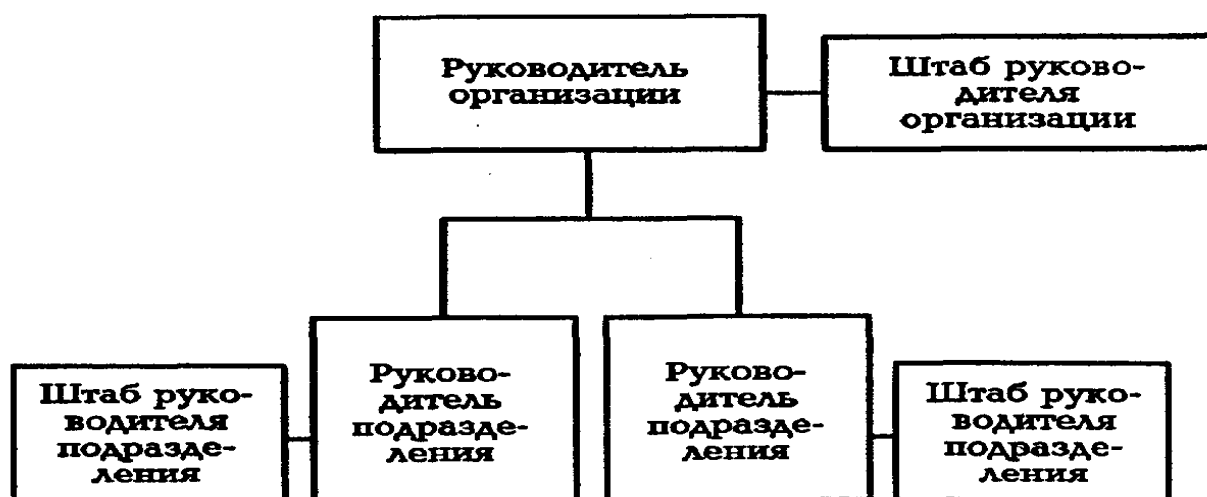 Руководитель
организации
Штаб руково-
дителя
организации
Штаб руко-
водителя
подразде-
ления
Руково-
дитель
подразде-
ления
Руково-
дитель
подразде-
ления
Штаб руко-
водителя
подразде-
ления